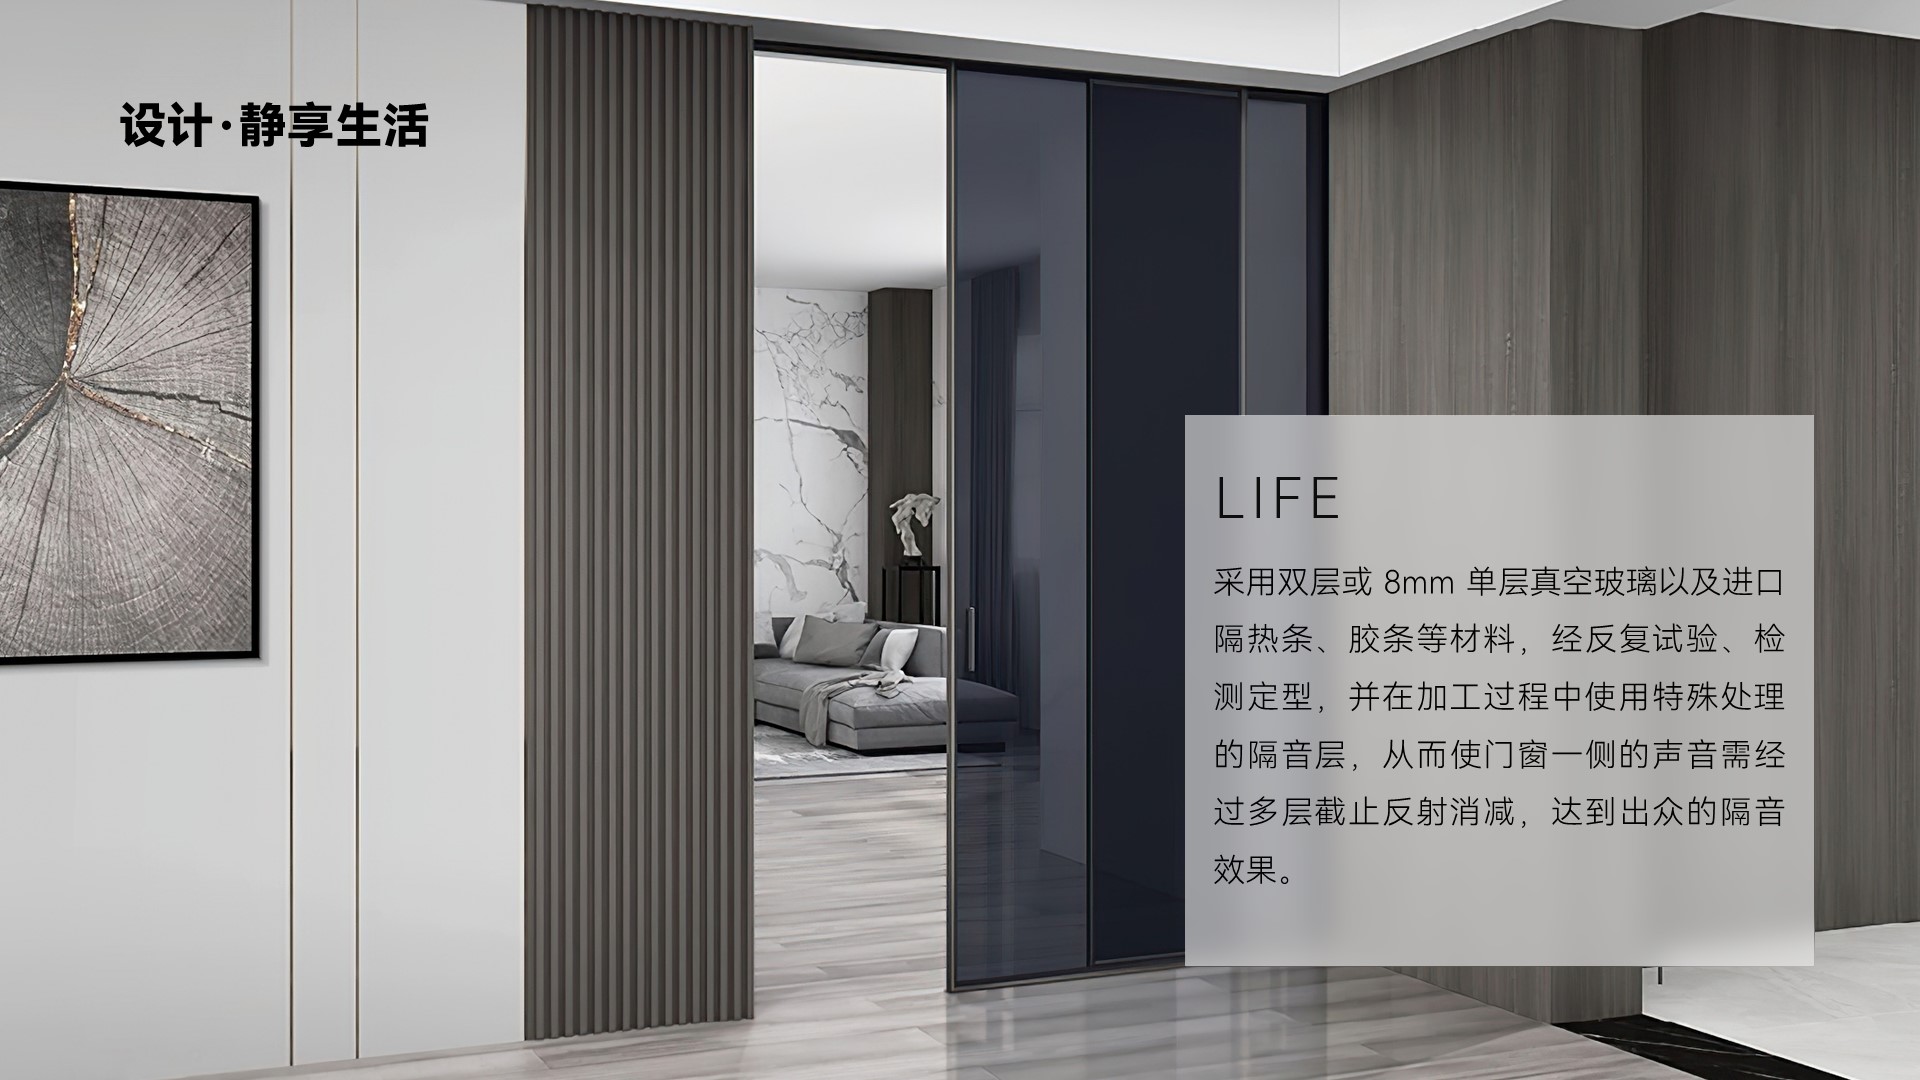 设计·静享生活
LIFE
采用双层或 8mm 单层真空玻璃以及进口
隔热条、胶条等材料，经反复试验、检
测定型，并在加工过程中使用特殊处理
的隔音层，从而使门窗一侧的声音需经
过多层截止反射消减，达到出众的隔音
效果。